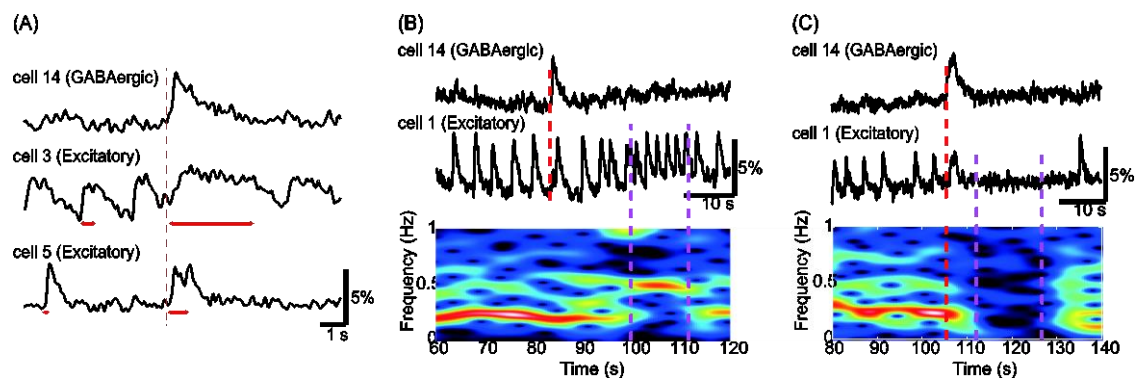 (A)
cell 14 (GABAergic)
cell 3 (Excitatory)
cell 5 (Excitatory)
5%
1 s
(B)
cell 14 (GABAergic)
cell 1 (Excitatory)
5%
10 s
Frequency (Hz)
1
0.5
0
60 70 80 90 100 110 120
Time (s)
(C)
cell 14 (GABAergic)
cell 1 (Excitatory)
5%
10 s
Frequency (Hz)
1
0.5
0
80 90 100 110 120 130 140
Time (s)